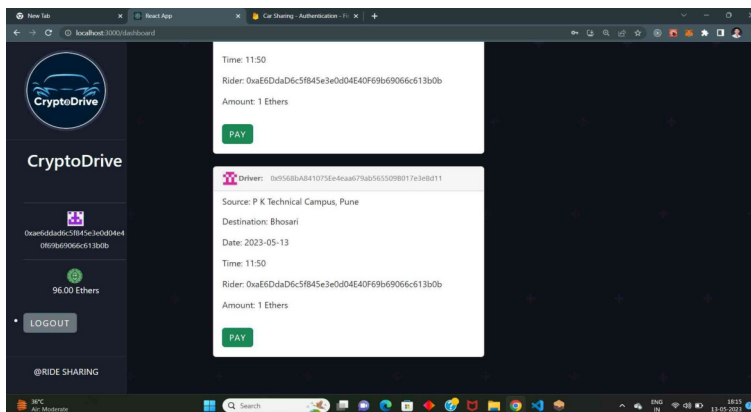 New Tab
React App
Car Sharing - Authentication - Fi
localhost:3000/dashboard
CryptoDrive
CryptoDrive
0xae6ddad6c5f845e3e0d04e4
0f69b69066c613b0b
96.00 Ethers
LOGOUT
@RIDE SHARING
Time: 11:50
Rider: 0xaE6DdaD6c5f845e3e0d04E40F69b69066c613b0b
Amount: 1 Ethers
PAY
Driver: 0x9568bA841075Ee4eaa679ab5655098017e3e8d11
Source: P K Technical Campus, Pune
Destination: Bhosari
Date: 2023-05-13
Time: 11:50
Rider: 0xaE6DdaD6c5f845e3e0d04E40F69b69066c613b0b
Amount: 1 Ethers
PAY
36°C
Air: Moderate
Search
ENG
IN
18:15
13-05-2023